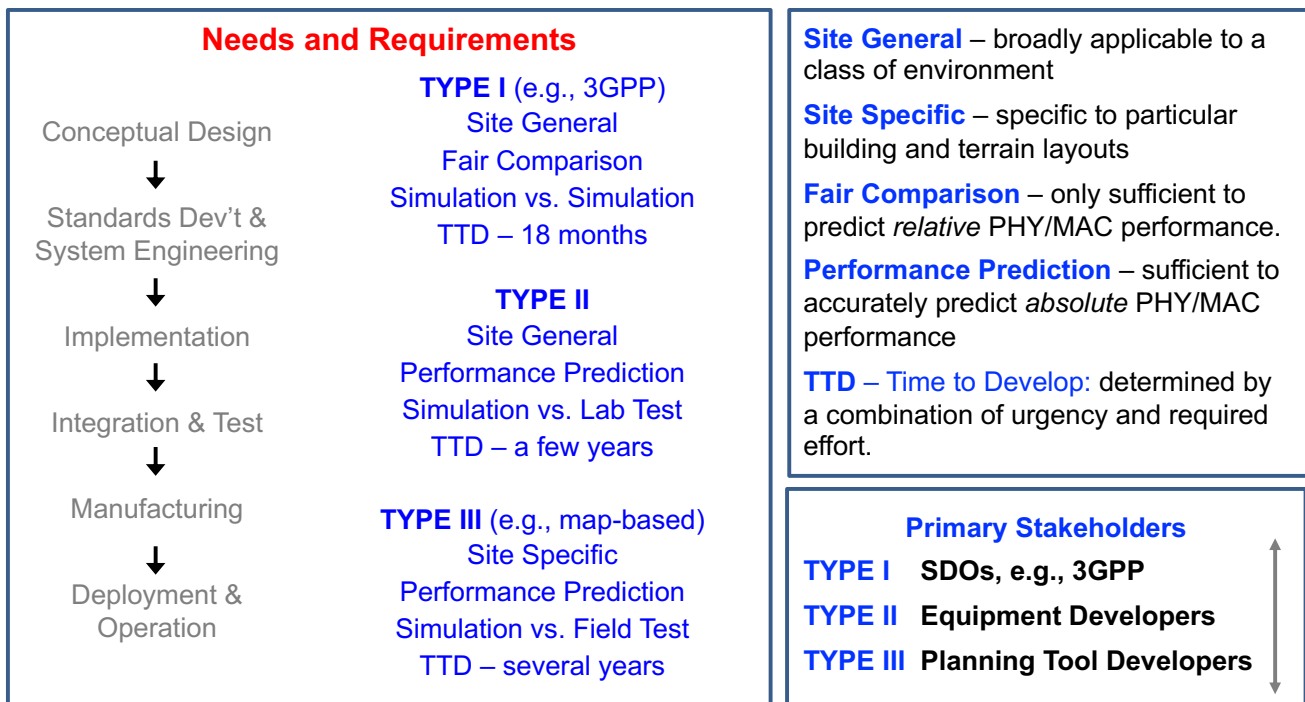 Needs and Requirements
Conceptual Design
Standards Dev't &
System Engineering
Implementation
Integration & Test
Manufacturing
Deployment &
Operation
TYPE I (e.g., 3GPP)
Site General
Fair Comparison
Simulation vs. Simulation
TTD – 18 months
TYPE II
Site General
Performance Prediction
Simulation vs. Lab Test
TTD – a few years
TYPE III (e.g., map-based)
Site Specific
Performance Prediction
Simulation vs. Field Test
TTD – several years
Site General – broadly applicable to a
class of environment
Site Specific – specific to particular
building and terrain layouts
Fair Comparison – only sufficient to
predict relative PHY/MAC performance.
Performance Prediction – sufficient to
accurately predict absolute PHY/MAC
performance
TTD – Time to Develop: determined by
a combination of urgency and required
effort.
Primary Stakeholders
TYPE I SDOs, e.g., 3GPP
TYPE II Equipment Developers
TYPE III Planning Tool Developers